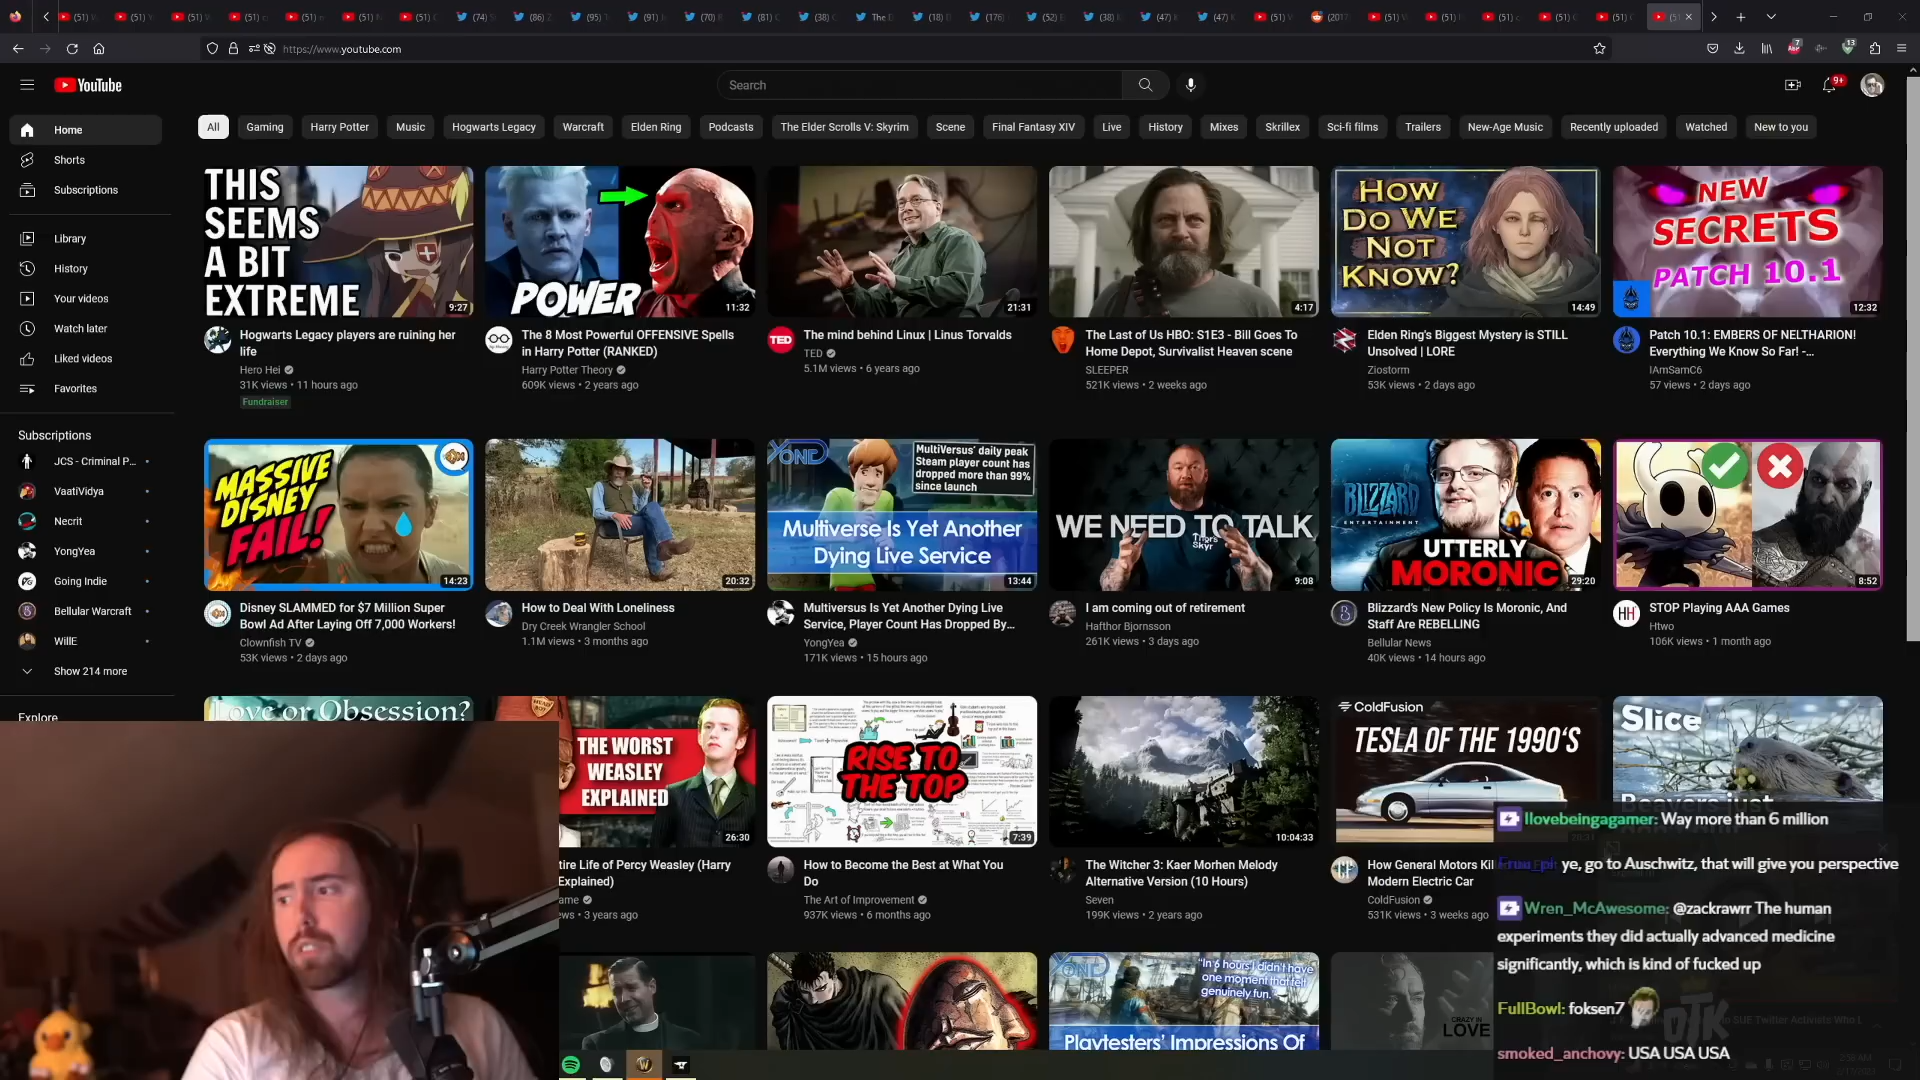 https://www.youtube.com
YouTube
Search
9+
Home
Shorts
Subscriptions
Library
History
Your videos
Watch later
Liked videos
Favorites
Subscriptions
JCS - Criminal P...
VaatiVidya
Necrit
YongYea
Going Indie
Bellular Warcraft
WillE
Show 214 more
Explore
All
Gaming
Harry Potter
Music
Hogwarts Legacy
Warcraft
Elden Ring
Podcasts
The Elder Scrolls V: Skyrim
Scene
Final Fantasy XIV
Live
History
Mixes
Skrillex
Sci-fi films
Trailers
New-Age Music
Recently uploaded
Watched
New to you
THIS
SEEMS
A BIT
EXTREME
9:27
Hogwarts Legacy players are ruining her
life
Hero Hei
31K views • 11 hours ago
Fundraiser
POWER
11:32
The 8 Most Powerful OFFENSIVE Spells
in Harry Potter (RANKED)
Harry Potter Theory
609K views • 2 years ago
21:31
TED
The mind behind Linux | Linus Torvalds
TED
5.1M views • 6 years ago
4:17
The Last of Us HBO: S1E3 - Bill Goes To
Home Depot, Survivalist Heaven scene
SLEEPER
521K views • 2 weeks ago
HOW
DO WE
NOT
KNOW?
14:49
Elden Ring's Biggest Mystery is STILL
Unsolved | LORE
Ziostorm
53K views • 2 days ago
NEW
SECRETS
PATCH 10.1
12:32
Patch 10.1: EMBERS OF NELTHARION!
Everything We Know So Far! -...
IAmSamC6
57 views • 2 days ago
MASSIVE
DISNEY
FAIL!
14:23
Disney SLAMMED for $7 Million Super
Bowl Ad After Laying Off 7,000 Workers!
Clownfish TV
53K views • 2 days ago
20:32
How to Deal With Loneliness
Dry Creek Wrangler School
1.1M views • 3 months ago
YOND
MultiVersus' daily peak
Steam player count has
dropped more than 99%
since launch
Multiverse Is Yet Another
Dying Live Service
13:44
Multiversus Is Yet Another Dying Live
Service, Player Count Has Dropped By...
YongYea
171K views • 15 hours ago
WE NEED TO TALK
9:08
I am coming out of retirement
Hafthor Bjornsson
261K views • 3 days ago
BLIZZARD
ENTERTAINMENT
UTTERLY
MORONIC
29:20
Blizzard's New Policy Is Moronic, And
Staff Are REBELLING
Bellular News
40K views • 14 hours ago
8:52
HH
STOP Playing AAA Games
Htwo
106K views • 1 month ago
Love or Obsession?
THE WORST
WEASLEY
EXPLAINED
26:30
tire Life of Percy Weasley (Harry
Explained)
ame
ews • 3 years ago
RISE TO
THE TOP
7:39
How to Become the Best at What You
Do
The Art of Improvement
937K views • 6 months ago
10:04:33
The Witcher 3: Kaer Morhen Melody
Alternative Version (10 Hours)
Seven
199K views • 2 years ago
ColdFusion
TESLA OF THE 1990'S
How General Motors Kil
Modern Electric Car
ColdFusion
531K views • 3 weeks ago
Slice
Beavers just
"In 6 hours I didn't have
one moment that felt
genuinely fun."
YOND
Playtesters' Impressions Of
CRAZY IN
LOVE
Ilovebeingagamer: Way more than 6 million
ye, go to Auschwitz, that will give you perspective
Wren_McAwesome: @zackrawrr The human
experiments they did actually advanced medicine
significantly, which is kind of fucked up
FullBowl: foksen7
smoked_anchovy: USA USA USA